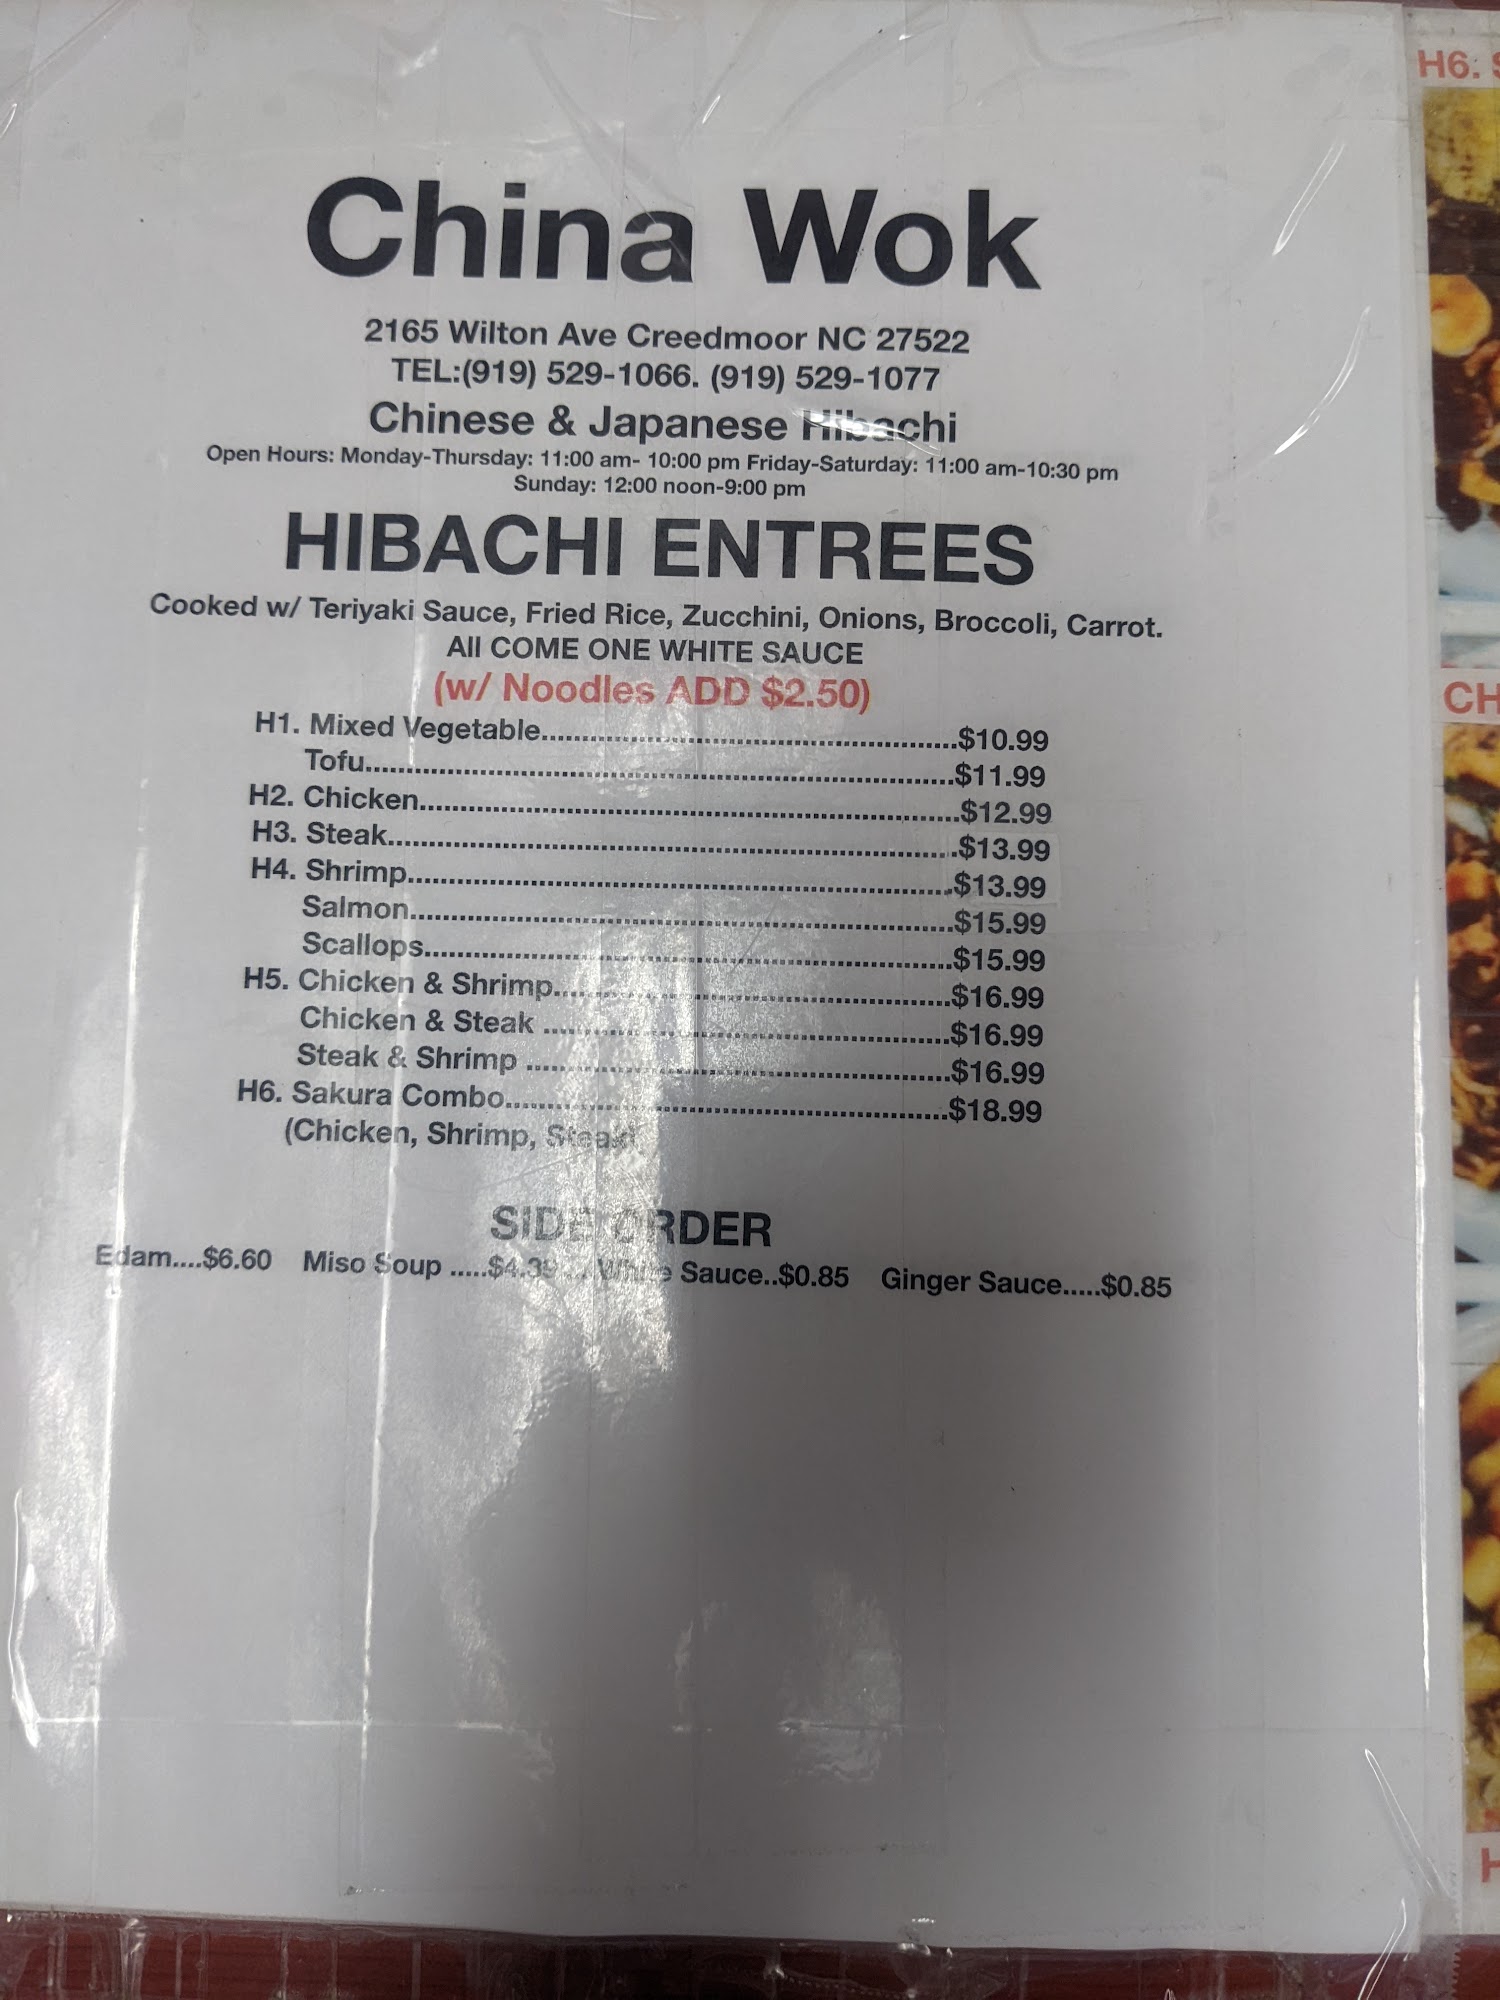 China Wok
2165 Wilton Ave Creedmoor NC 27522
TEL:(919) 529-1066. (919) 529-1077
Chinese & Japanese Hibachi
Open Hours: Monday-Thursday: 11:00 am- 10:00 pm Friday-Saturday: 11:00 am-10:30 pm
Sunday: 12:00 noon-9:00 pm
HIBACHI ENTREES
Cooked w/ Teriyaki Sauce, Fried Rice, Zucchini, Onions, Broccoli, Carrot.
All COME ONE WHITE SAUCE
(w/ Noodles ADD $2.50)
H1. Mixed Vegetable..................................................$10.99
Tofu..................................................$11.99
H2. Chicken..................................................$12.99
H3. Steak..................................................$13.99
H4. Shrimp..................................................$13.99
Salmon..................................................$15.99
Scallops..................................................$15.99
H5. Chicken & Shrimp..................................................$16.99
Chicken & Steak ..................................................$16.99
Steak & Shrimp ..................................................$16.99
H6. Sakura Combo..................................................$18.99
(Chicken, Shrimp, Steak)
SIDE ORDER
Edam....$6.60 Miso Soup .....$4.39 White Sauce..$0.85 Ginger Sauce.....$0.85
H6.
CH
H